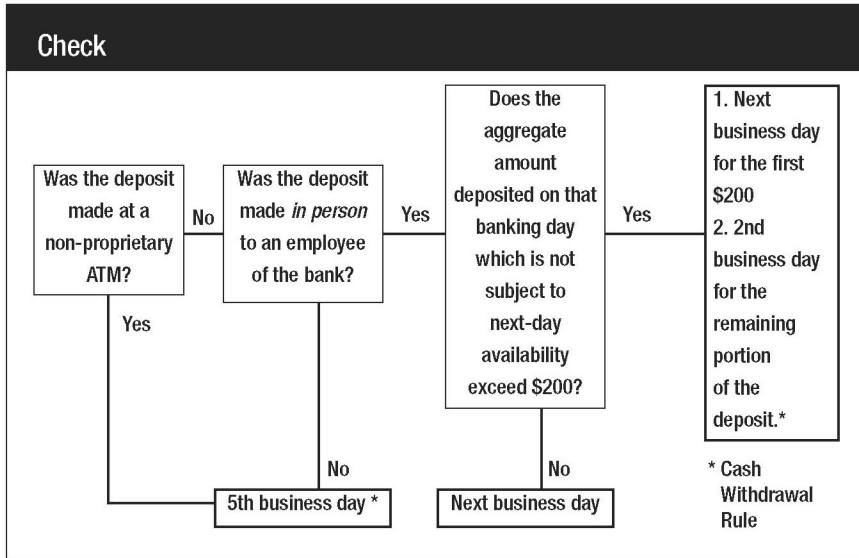 Check
Was the deposit
made at a
non-proprietary
ATM?
No
Yes
Was the deposit
made in person
to an employee
of the bank?
Yes
No
5th business day *
Does the
aggregate
amount
deposited on that
banking day
which is not
subject to
next-day
availability
exceed $200?
Yes
No
Next business day
1. Next
business day
for the first
$200
2. 2nd
business day
for the
remaining
portion
of the
deposit.*
* Cash
Withdrawal
Rule